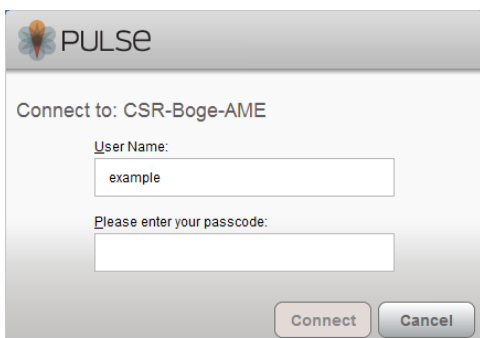 PULSE
Connect to: CSR-Boge-AME
User Name:
example
Please enter your passcode:
Connect Cancel